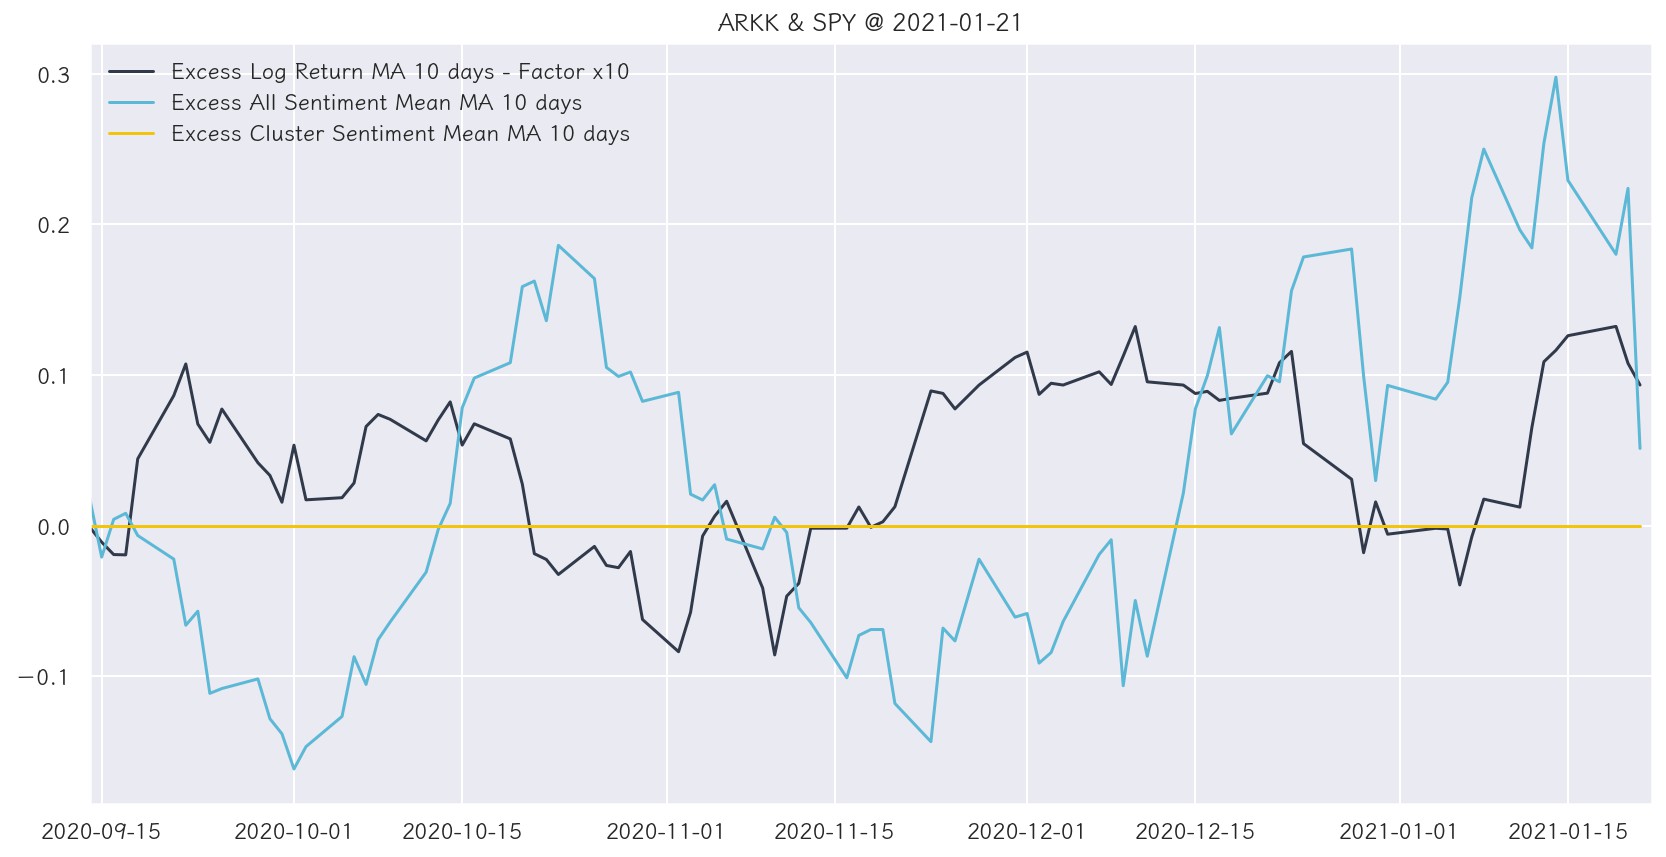 ARKK & SPY @ 2021-01-21
Excess Log Return MA 10 days - Factor x10
Excess All Sentiment Mean MA 10 days
Excess Cluster Sentiment Mean MA 10 days
0.3
0.2
0.1
0.0
−0.1
2020-09-15 2020-10-01 2020-10-15 2020-11-01 2020-11-15 2020-12-01 2020-12-15 2021-01-01 2021-01-15